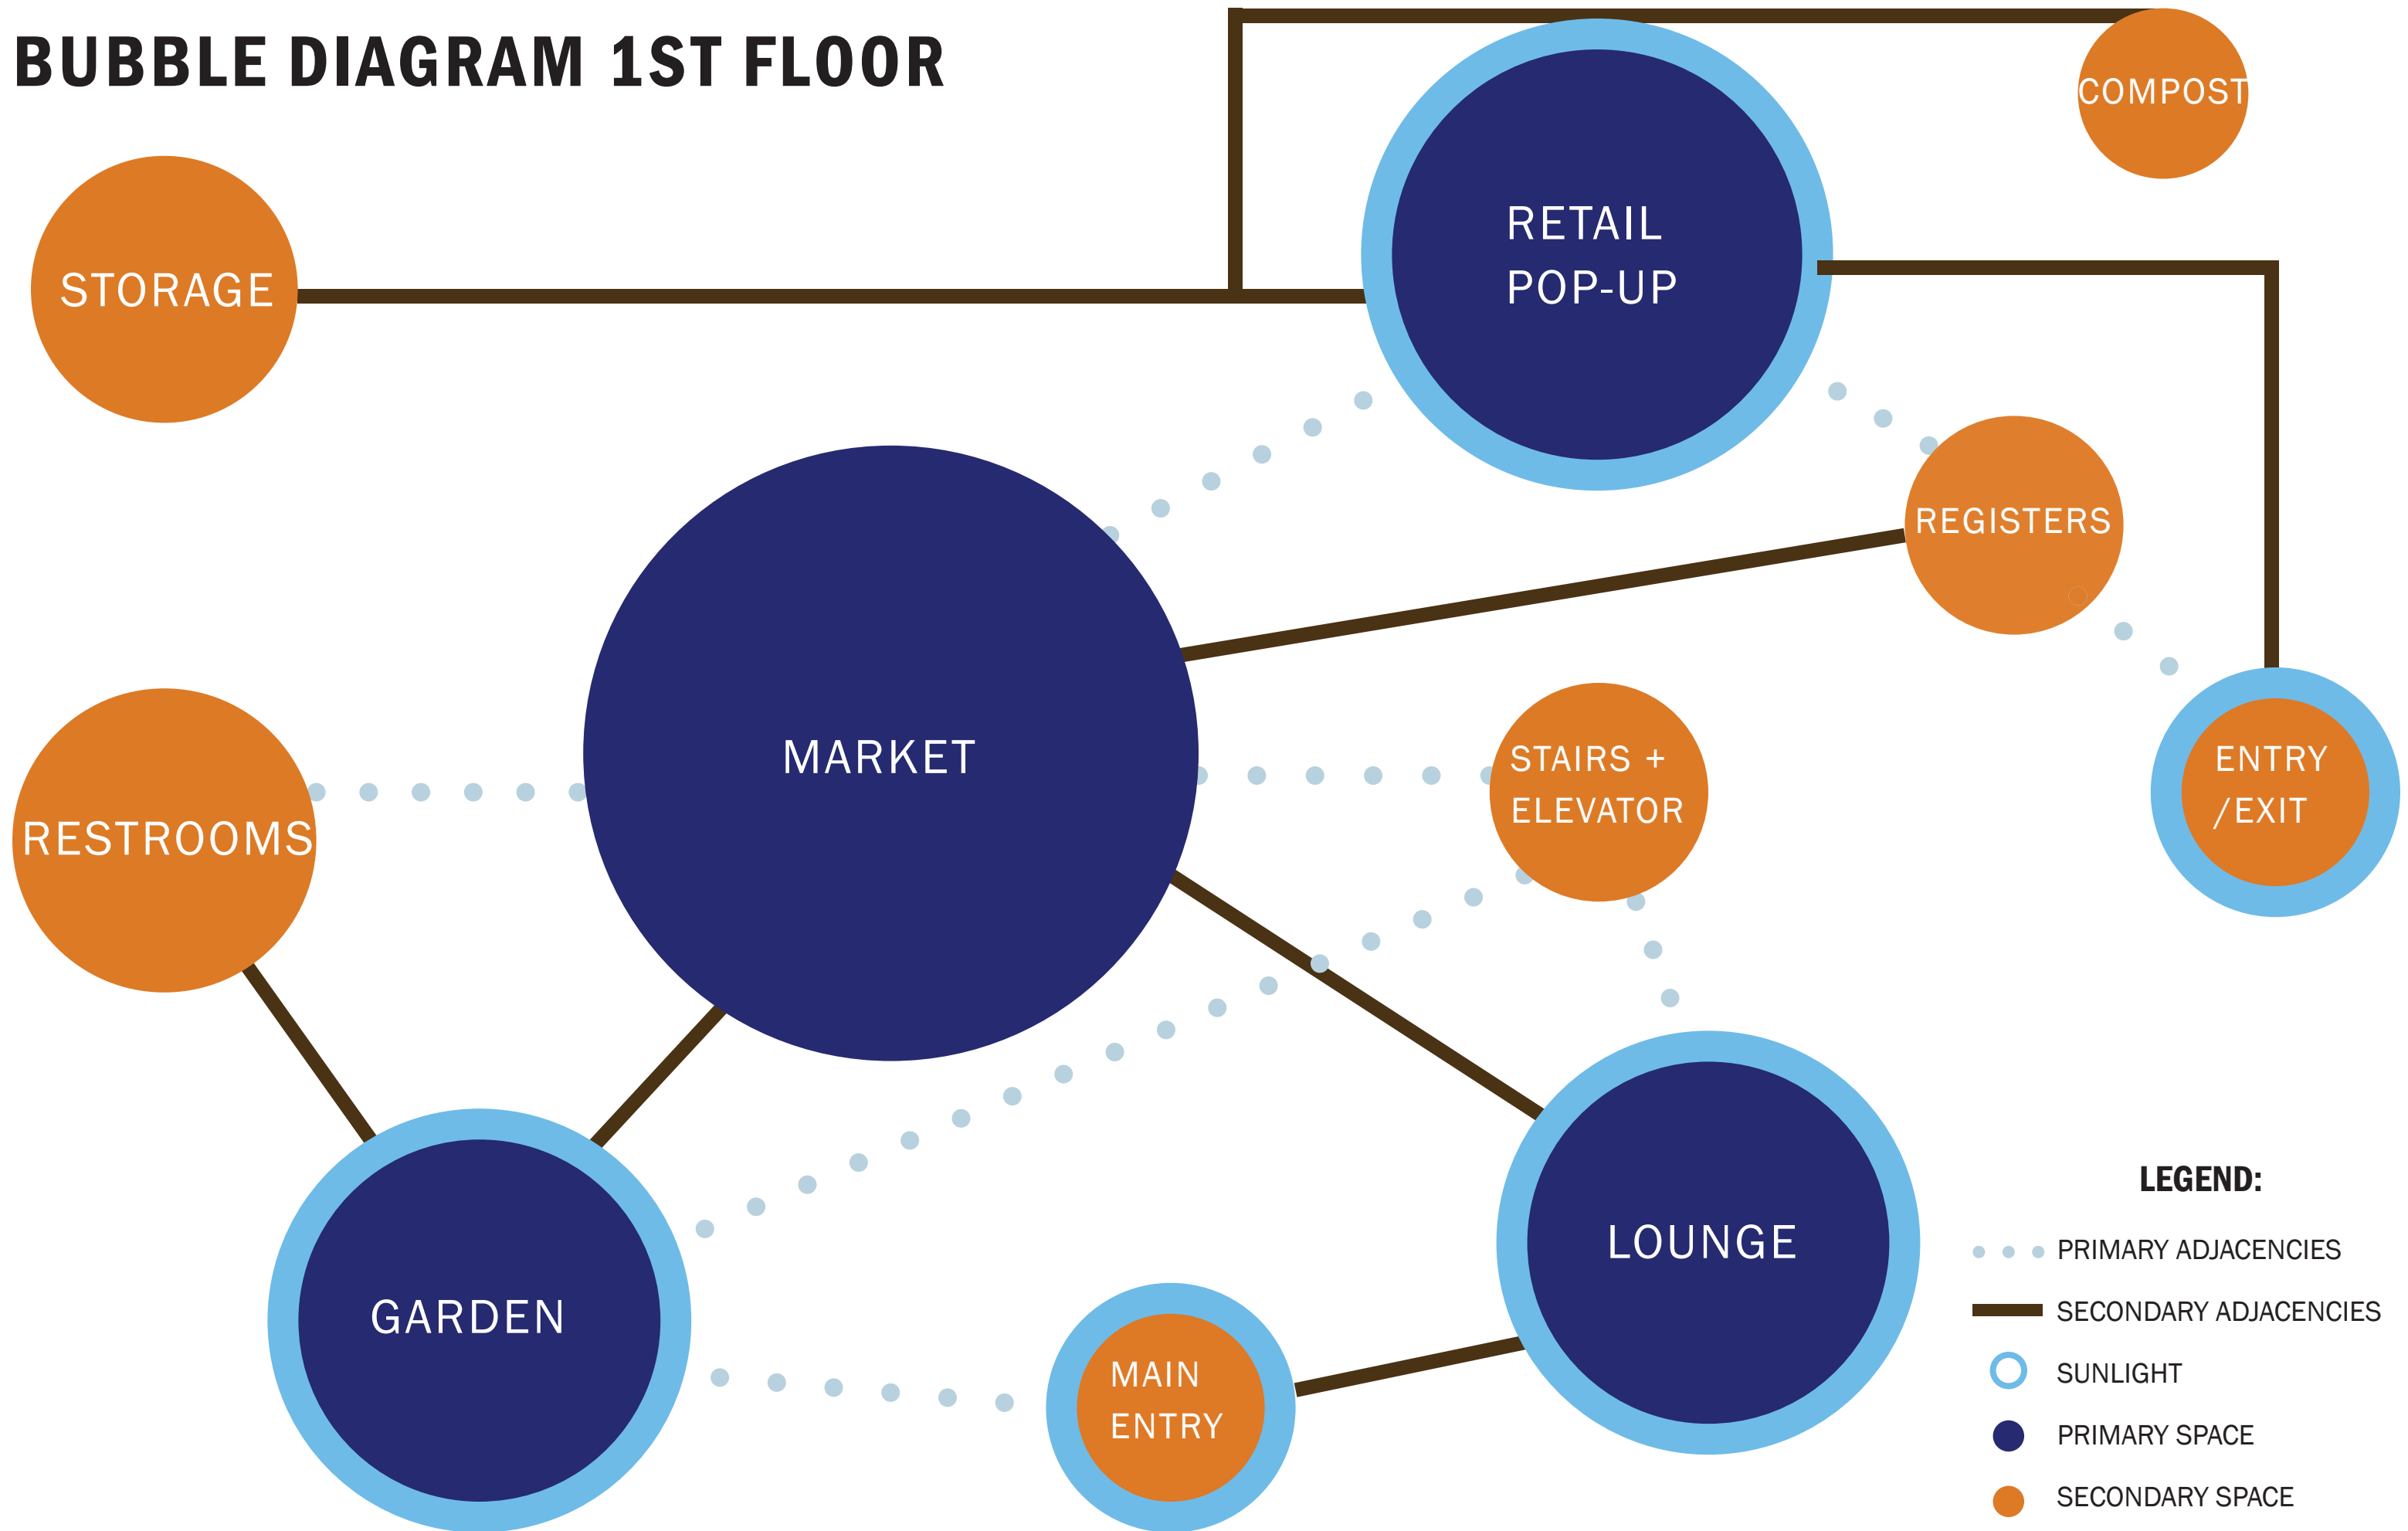 BUBBLE DIAGRAM 1ST FLOOR
COMPOST
RETAIL
POP-UP
STORAGE
REGISTERS
MARKET
STAIRS +
ELEVATOR
ENTRY
/EXIT
RESTROOMS
LOUNGE
GARDEN
MAIN
ENTRY
LEGEND:
PRIMARY ADJACENCIES
SECONDARY ADJACENCIES
SUNLIGHT
PRIMARY SPACE
SECONDARY SPACE